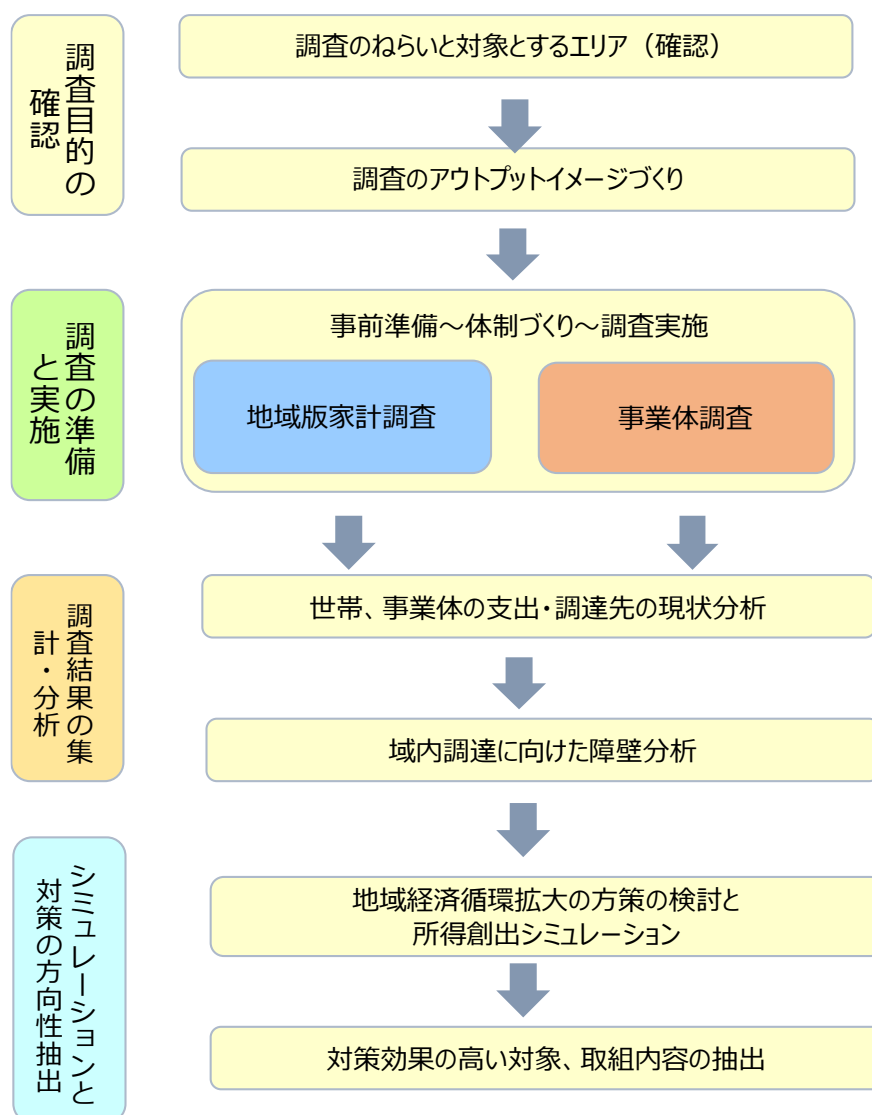 調査目的の
確認
調査のねらいと対象とするエリア（確認）
調査のアウトプットイメージづくり
調査の準備
と実施
事前準備～体制づくり～調査実施
地域版家計調査
事業体調査
調査結果の集
計・分析
世帯、事業体の支出・調達先の現状分析
域内調達に向けた障壁分析
シミュレーションと
対策の方向性抽出
地域経済循環拡大の方策の検討と
所得創出シミュレーション
対策効果の高い対象、取組内容の抽出